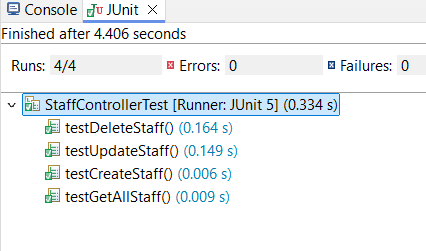 Console JUnit
Finished after 4.406 seconds
Runs: 4/4 Errors: 0 Failures: 0
StaffControllerTest [Runner: JUnit 5] (0.334 s)
testDeleteStaff() (0.164 s)
testUpdateStaff() (0.149 s)
testCreateStaff() (0.006 s)
testGetAllStaff() (0.009 s)